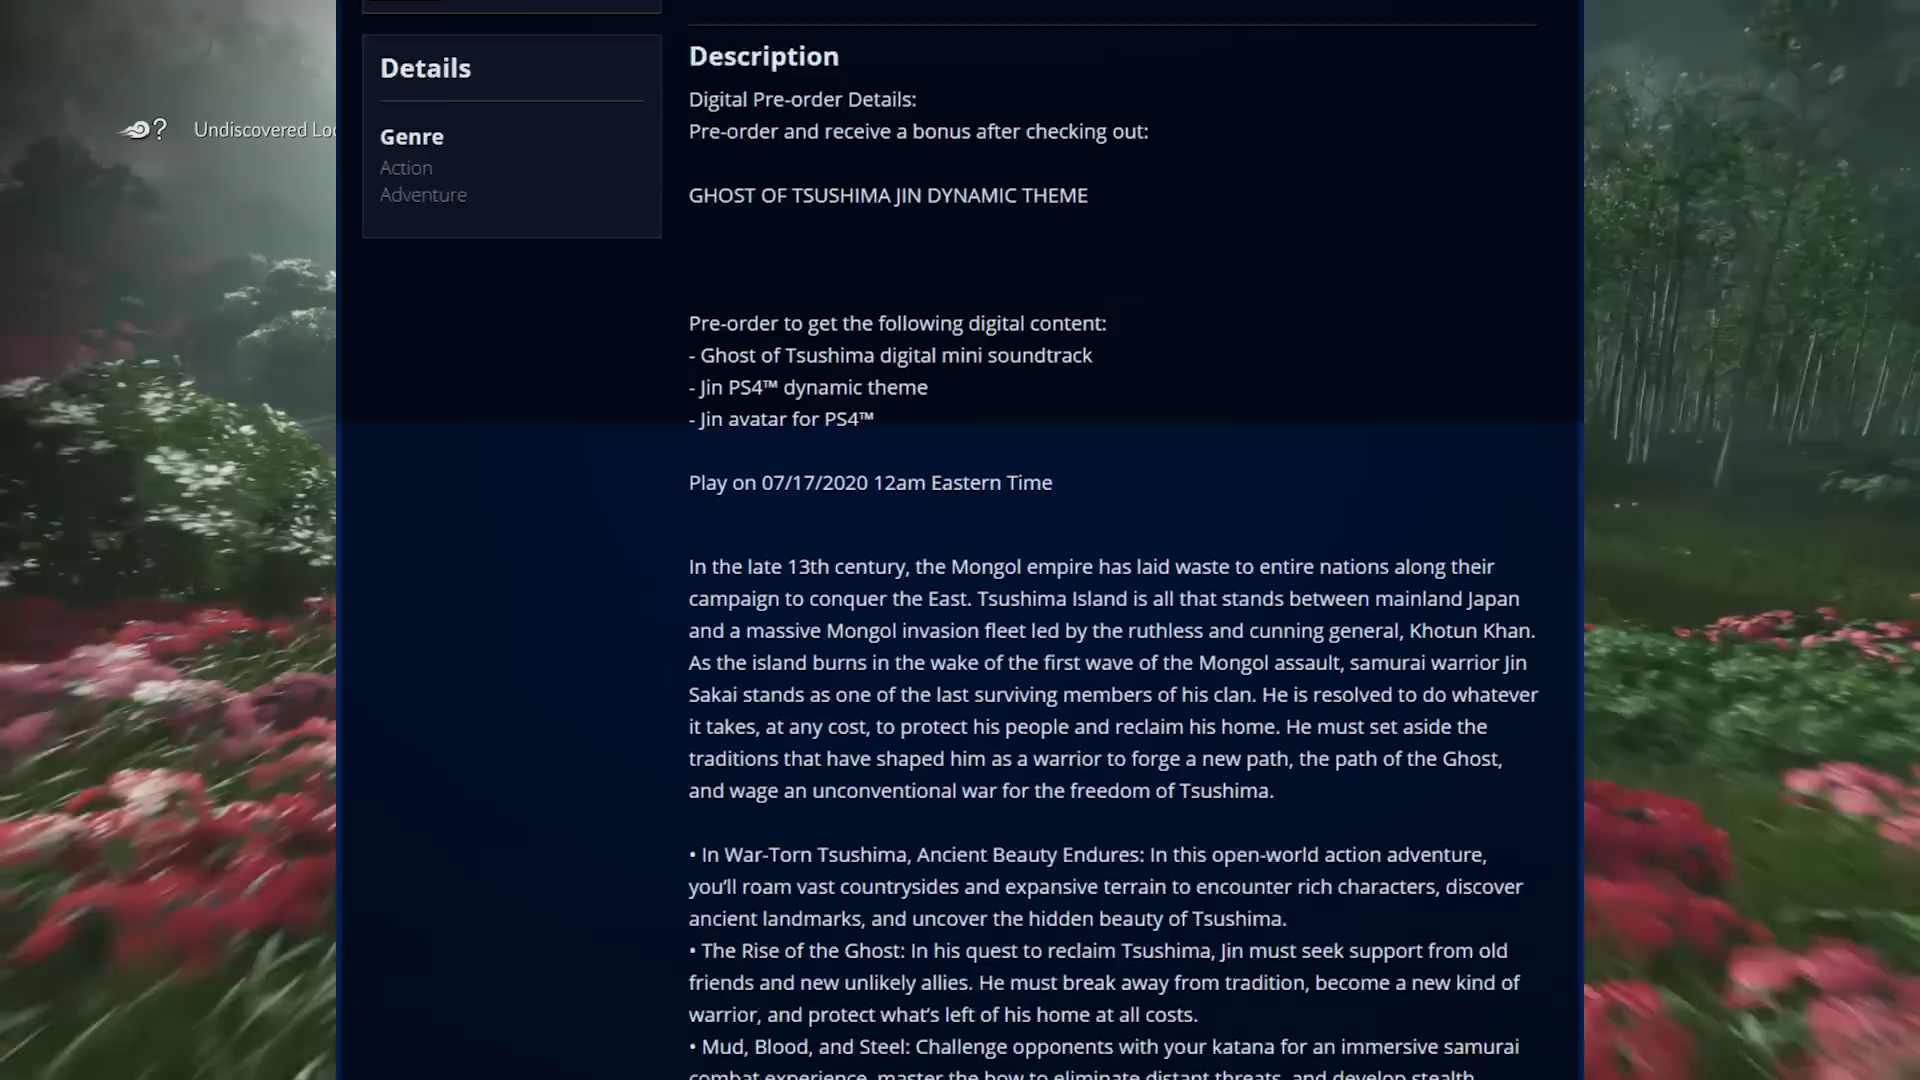 Details
Genre
Action
Adventure
? Undiscovered
Description
Digital Pre-order Details:
Pre-order and receive a bonus after checking out:
GHOST OF TSUSHIMA JIN DYNAMIC THEME
Pre-order to get the following digital content:
- Ghost of Tsushima digital mini soundtrack
- Jin PS4™ dynamic theme
- Jin avatar for PS4™
Play on 07/17/2020 12am Eastern Time
In the late 13th century, the Mongol empire has laid waste to entire nations along their
campaign to conquer the East. Tsushima Island is all that stands between mainland Japan
and a massive Mongol invasion fleet led by the ruthless and cunning general, Khotun Khan.
As the island burns in the wake of the first wave of the Mongol assault, samurai warrior Jin
Sakai stands as one of the last surviving members of his clan. He is resolved to do whatever
it takes, at any cost, to protect his people and reclaim his home. He must set aside the
traditions that have shaped him as a warrior to forge a new path, the path of the Ghost,
and wage an unconventional war for the freedom of Tsushima.
• In War-Torn Tsushima, Ancient Beauty Endures: In this open-world action adventure,
you’ll roam vast countrysides and expansive terrain to encounter rich characters, discover
ancient landmarks, and uncover the hidden beauty of Tsushima.
• The Rise of the Ghost: In his quest to reclaim Tsushima, Jin must seek support from old
friends and new unlikely allies. He must break away from tradition, become a new kind of
warrior, and protect what’s left of his home at all costs.
• Mud, Blood, and Steel: Challenge opponents with your katana for an immersive samurai
combat experience, master the bow to eliminate distant threats, and develop stealth